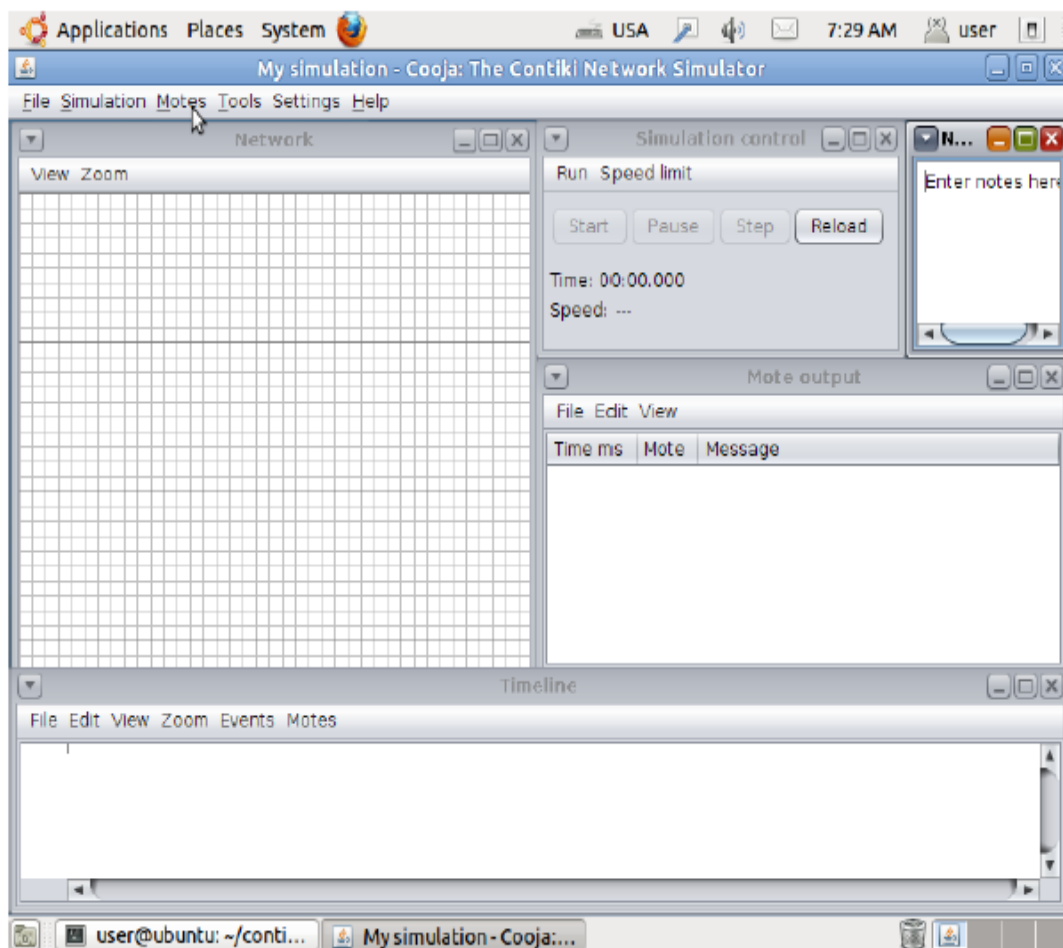 Applications Places System USA 7:29 AM user
My simulation - Cooja: The Contiki Network Simulator
File Simulation Motes Tools Settings Help
Network
View Zoom
Simulation control
Run Speed limit
Start Pause Step Reload
Time: 00:00.000
Speed: ---
N...
Enter notes here
Mote output
File Edit View
Time ms Mote Message
Timeline
File Edit View Zoom Events Motes
user@ubuntu: ~/conti... My simulation - Cooja:...